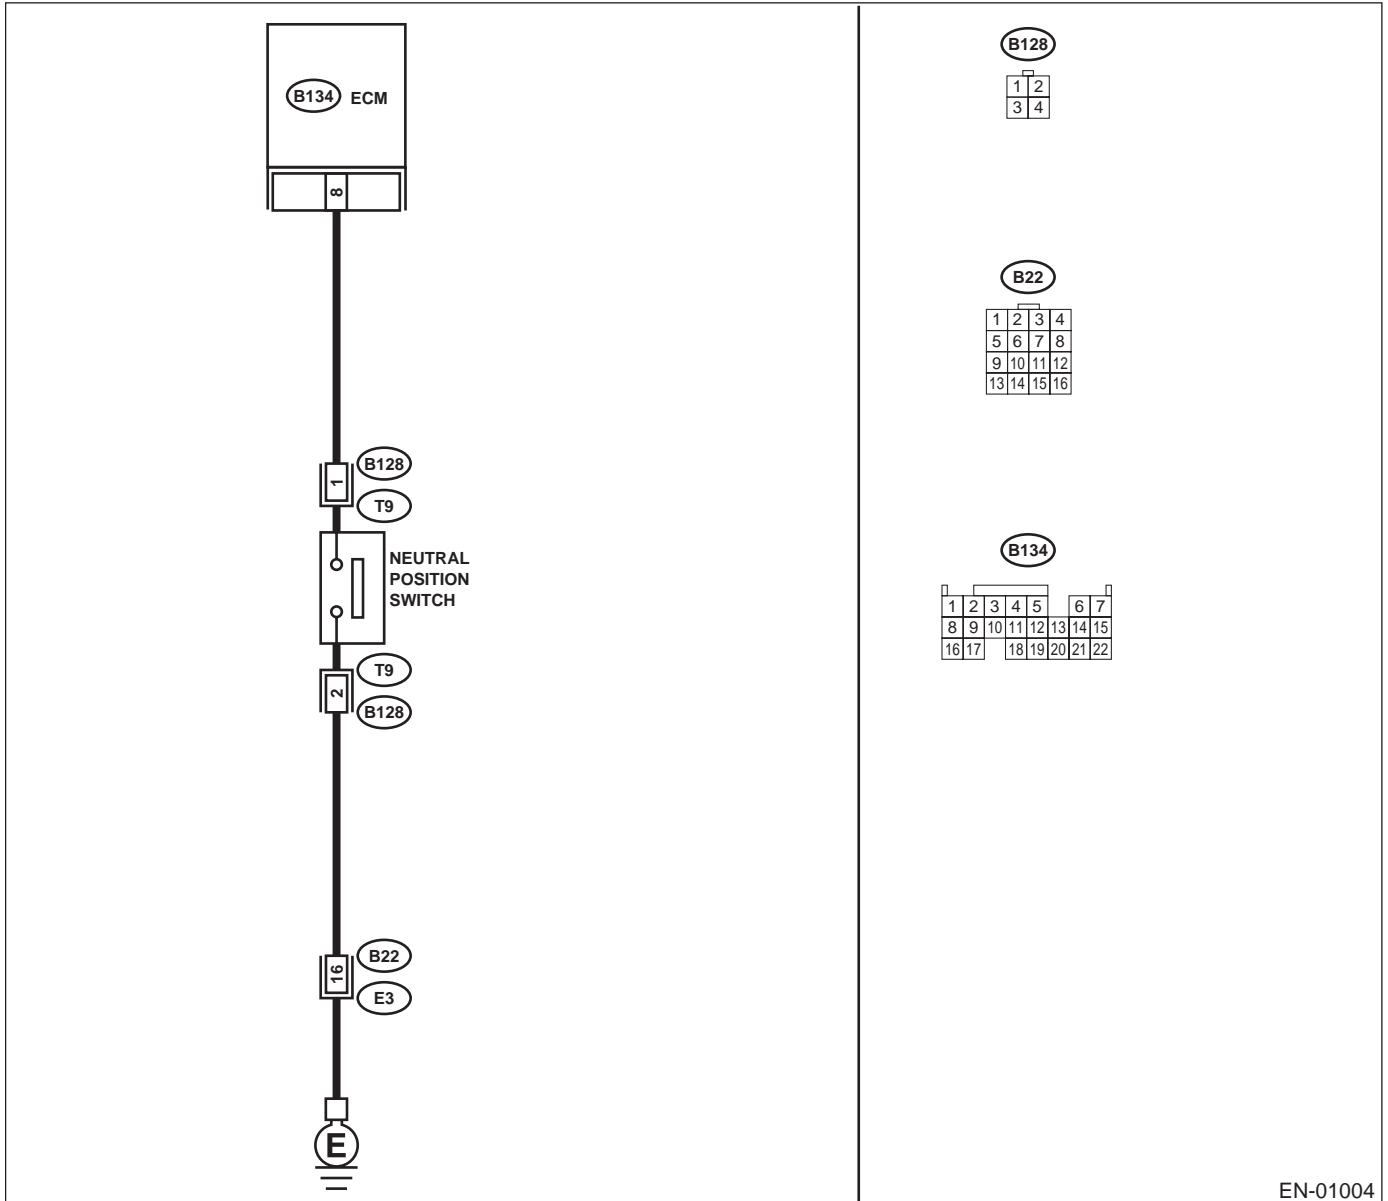 B134 ECM
8
B128
1
T9
NEUTRAL
POSITION
SWITCH
T9
2
B128
B22
16
E3
E
B128
1 2
3 4
B22
1 2 3 4
5 6 7 8
9 10 11 12
13 14 15 16
B134
1 2 3 4 5 6 7
8 9 10 11 12 13 14 15
16 17 18 19 20 21 22
EN-01004